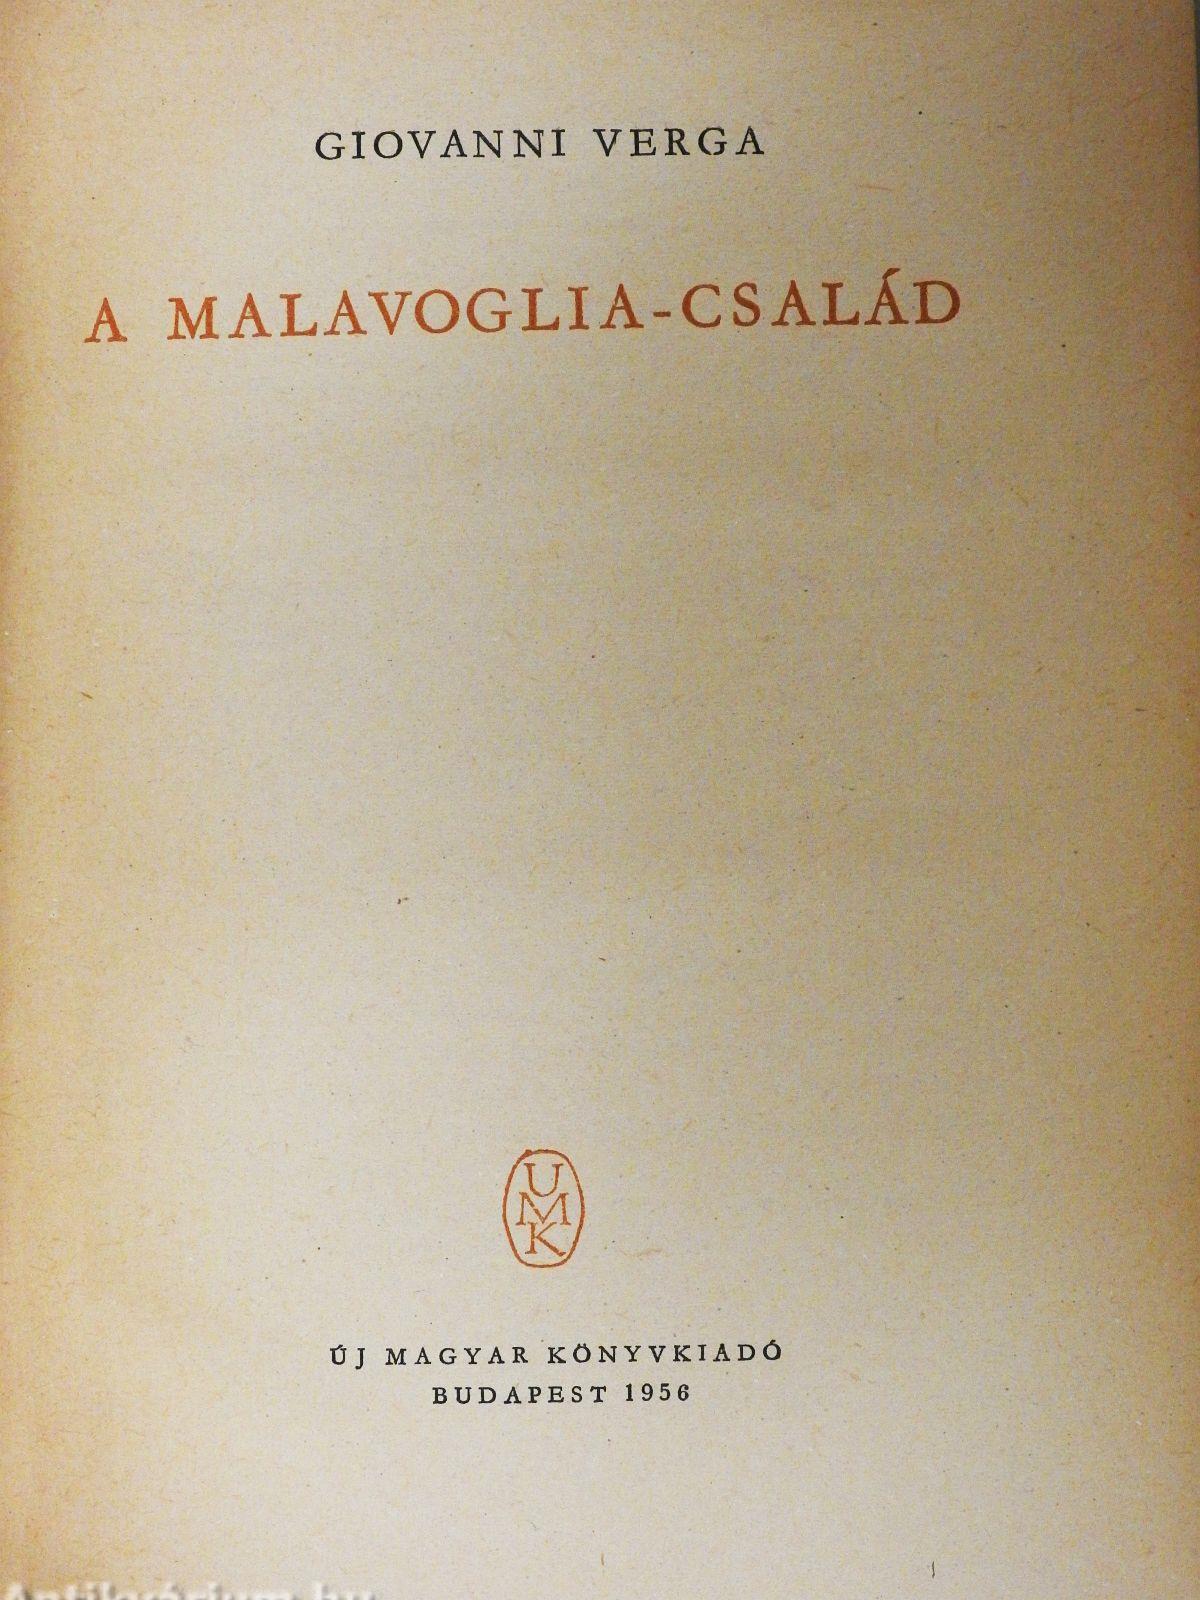 GIOVANNI VERGA
A MALAVOGLIA-CSALÁD
U
M
K
ÚJ MAGYAR KÖNYVKIADÓ
BUDAPEST 1956